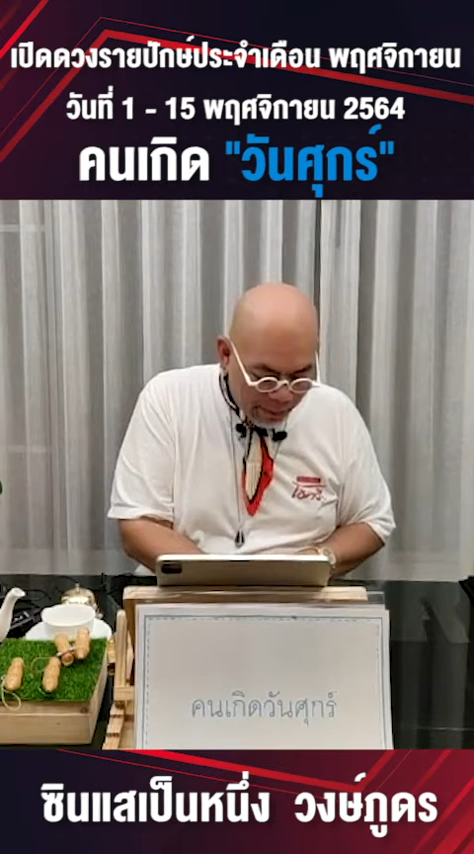 เปิดดวงรายปักษ์ประจำเดือน พฤศจิกายน
วันที่ 1 - 15 พฤศจิกายน 2564
คนเกิด "วันศุกร์"
คนเกิดวันศุกร์
ซินแสเป็นหนึ่ง วงษ์ภูดร